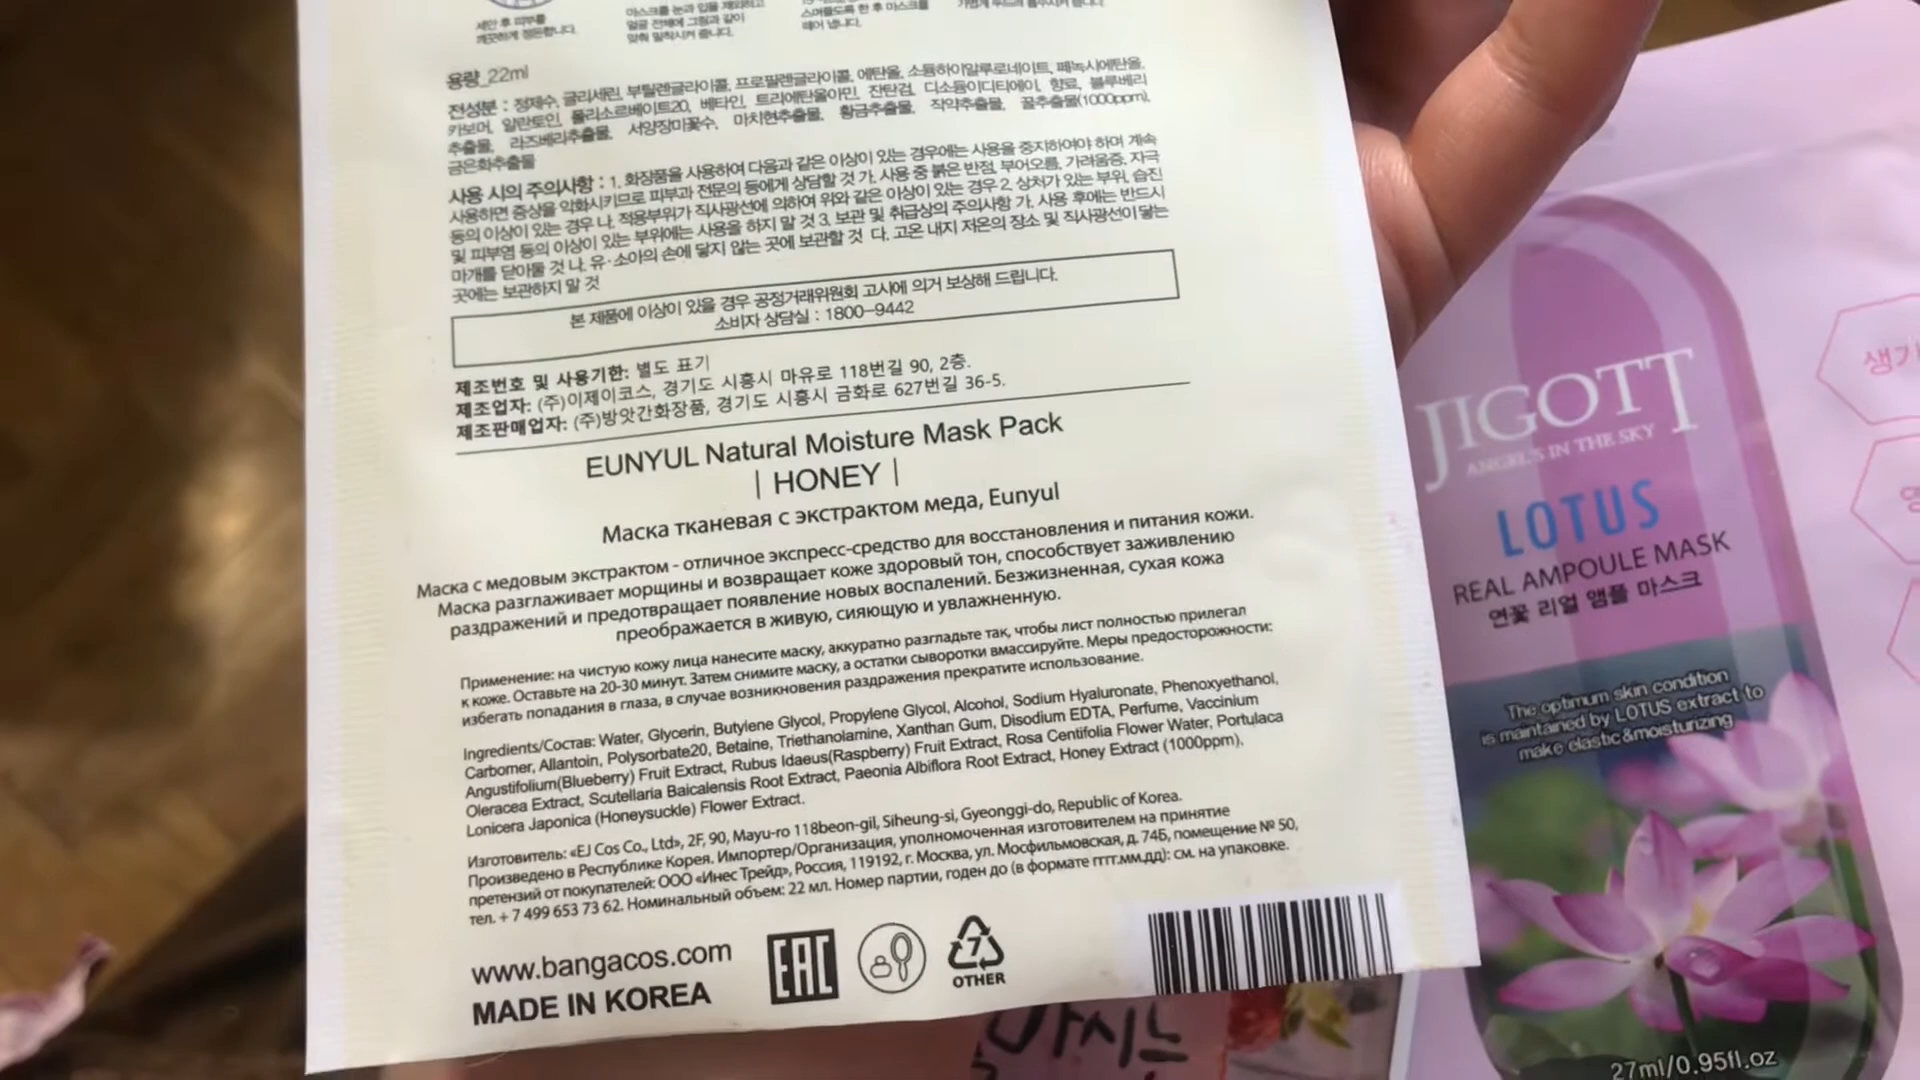 세안 후 피부를
깨끗하게 정돈합니다.
마스크를 눈과 입을 제외하고
얼굴 전체에 그림과 같이
맞춰 밀착시켜 줍니다.
스며들도록 한 후 마스크를
떼어 냅니다.
용량_22ml
전성분 : 정제수, 글리세린, 부틸렌글라이콜, 프로필렌글라이콜, 에탄올, 소듐하이알루로네이트, 페녹시에탄올,
카보머, 알란토인, 폴리소르베이트20, 베타인, 트리에탄올아민, 잔탄검, 디소듐이디티에이, 향료, 블루베리
추출물, 라즈베리추출물, 서양장미꽃수, 마치현추출물, 황금추출물, 작약추출물, 꿀추출물(1000ppm),
금은화추출물
사용 시의 주의사항 : 1. 화장품을 사용하여 다음과 같은 이상이 있는 경우에는 사용을 중지하여야 하며 계속
사용하면 증상을 악화시키므로 피부과 전문의 등에게 상담할 것 가. 사용 중 붉은 반점, 부어오름, 가려움증, 자극
등의 이상이 있는 경우 나. 적용부위가 직사광선에 의하여 위와 같은 이상이 있는 경우 2. 상처가 있는 부위, 습진
및 피부염 등의 이상이 있는 부위에는 사용을 하지 말 것 3. 보관 및 취급상의 주의사항 가. 사용 후에는 반드시
마개를 닫아둘 것 나. 유·소아의 손에 닿지 않는 곳에 보관할 것 다. 고온 내지 저온의 장소 및 직사광선이 닿는
곳에는 보관하지 말 것
본 제품에 이상이 있을 경우 공정거래위원회 고시에 의거 보상해 드립니다.
소비자 상담실 : 1800-9442
제조번호 및 사용기한: 별도 표기
제조업자: (주)이제이코스, 경기도 시흥시 마유로 118번길 90, 2층.
제조판매업자: (주)방앗간화장품, 경기도 시흥시 금화로 627번길 36-5.
EUNYUL Natural Moisture Mask Pack
| HONEY |
Маска тканевая с экстрактом меда, Eunyul
Маска с медовым экстрактом - отличное экспресс-средство для восстановления и питания кожи.
Маска разглаживает морщины и возвращает коже здоровый тон, способствует заживлению
раздражений и предотвращает появление новых воспалений. Безжизненная, сухая кожа
преображается в живую, сияющую и увлажненную.
Применение: на чистую кожу лица нанесите маску, аккуратно разгладьте так, чтобы лист полностью прилегал
к коже. Оставьте на 20-30 минут. Затем снимите маску, а остатки сыворотки вмассируйте. Меры предосторожности:
избегать попадания в глаза, в случае возникновения раздражения прекратите использование.
Ingredients/Состав: Water, Glycerin, Butylene Glycol, Propylene Glycol, Alcohol, Sodium Hyaluronate, Phenoxyethanol,
Carbomer, Allantoin, Polysorbate20, Betaine, Triethanolamine, Xanthan Gum, Disodium EDTA, Perfume, Vaccinium
Angustifolium(Blueberry) Fruit Extract, Rubus Idaeus(Raspberry) Fruit Extract, Rosa Centifolia Flower Water, Portulaca
Oleracea Extract, Scutellaria Baicalensis Root Extract, Paeonia Albiflora Root Extract, Honey Extract (1000ppm),
Lonicera Japonica (Honeysuckle) Flower Extract.
Изготовитель: «EJ Cos Co., Ltd», 2F, 90, Mayu-ro 118beon-gil, Siheung-si, Gyeonggi-do, Republic of Korea.
Произведено в Республике Корея. Импортер/Организация, уполномоченная изготовителем на принятие
претензий от покупателей: ООО «Инес Трейд», Россия, 119192, г. Москва, ул. Мосфильмовская, д. 74Б, помещение № 50,
тел. + 7 499 653 73 62. Номинальный объем: 22 мл. Номер партии, годен до (в формате гггг.мм.дд): см. на упаковке.
www.bangacos.com
MADE IN KOREA
EAC
7
OTHER
JIGOTT
ANGEL'S IN THE SKY
LOTUS
REAL AMPOULE MASK
연꽃 리얼 앰플 마스크
The optimum skin condition
is maintained by LOTUS extract to
make elastic&moisturizing
27ml/0.95fl.oz
생기
마시는